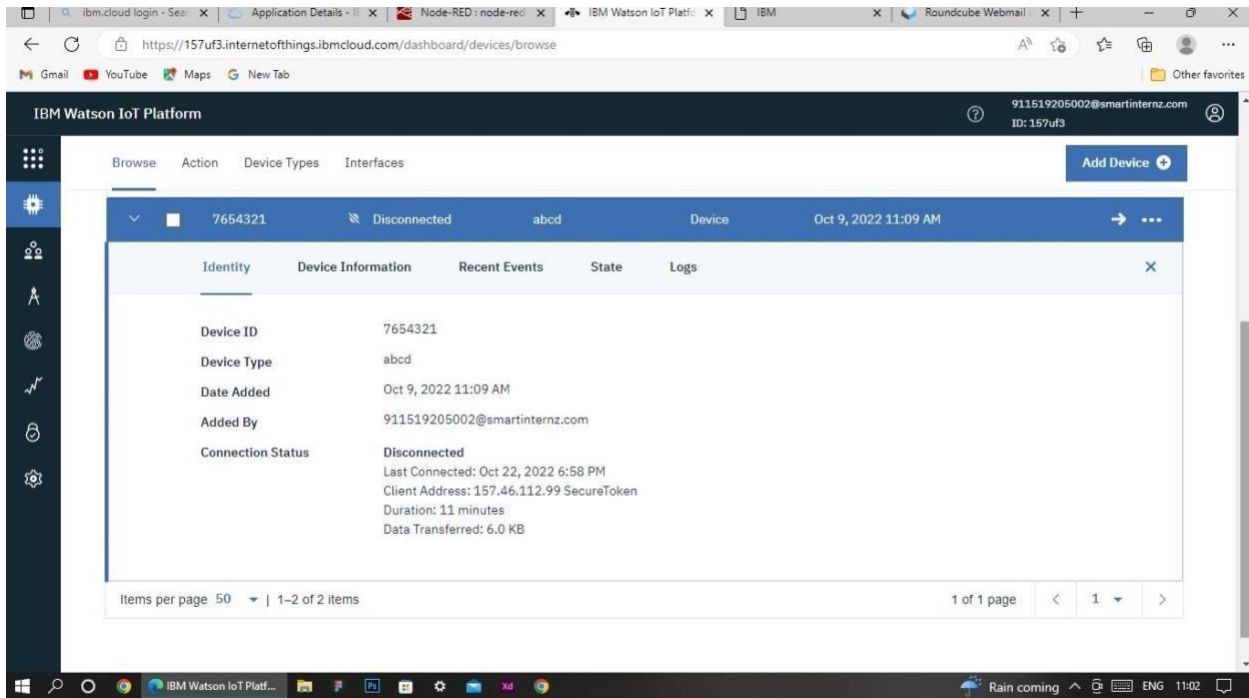 ibm.cloud login - Sear
Application Details - I
Node-RED : node-red
IBM Watson IoT Platfo
IBM
Roundcube Webmail
https://157uf3.internetofthings.ibmcloud.com/dashboard/devices/browse
Gmail YouTube Maps New Tab Other favorites
IBM Watson IoT Platform
911519205002@smartinternz.com
ID: 157uf3
Browse Action Device Types Interfaces Add Device
7654321 Disconnected abcd Device Oct 9, 2022 11:09 AM
Identity Device Information Recent Events State Logs
Device ID 7654321
Device Type abcd
Date Added Oct 9, 2022 11:09 AM
Added By 911519205002@smartinternz.com
Connection Status Disconnected
Last Connected: Oct 22, 2022 6:58 PM
Client Address: 157.46.112.99 SecureToken
Duration: 11 minutes
Data Transferred: 6.0 KB
Items per page 50 | 1–2 of 2 items 1 of 1 page 1
IBM Watson IoT Platf... Ps Xd Rain coming ENG 11:02